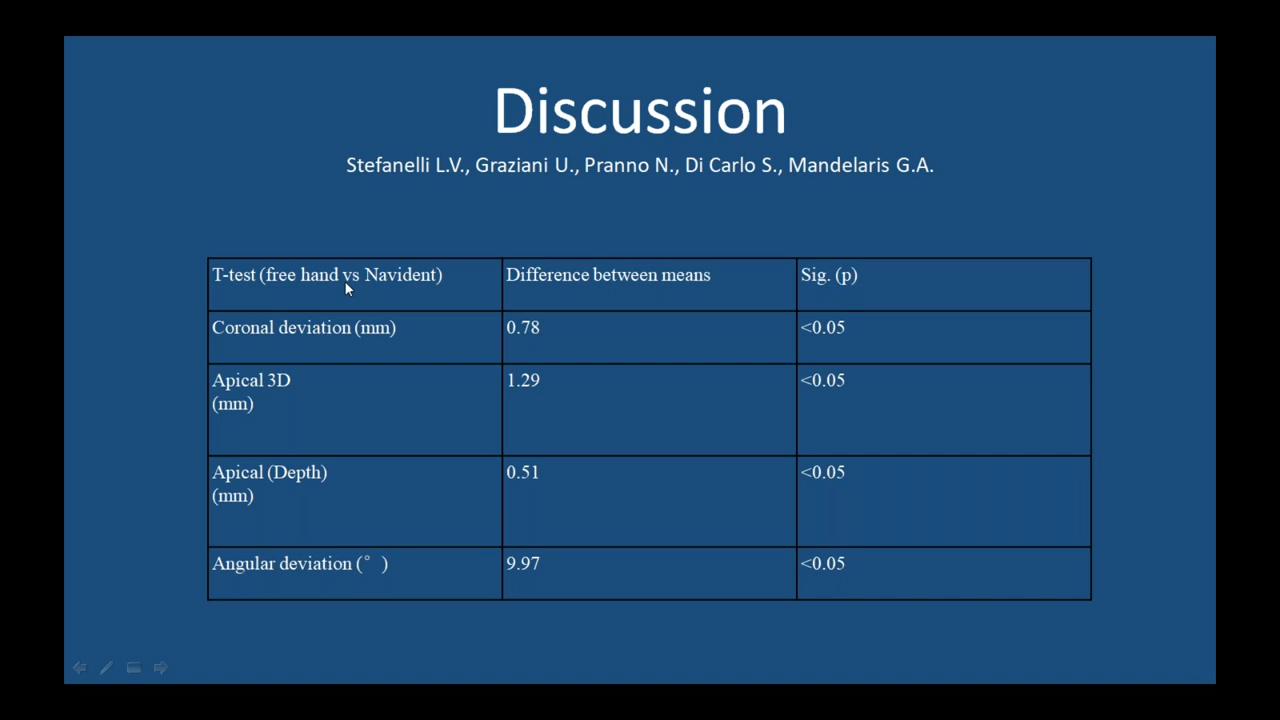 Discussion
Stefanelli L.V., Graziani U., Pranno N., Di Carlo S., Mandelaris G.A.
T-test (free hand vs Navident) Difference between means Sig. (p)
Coronal deviation (mm) 0.78 <0.05
Apical 3D 1.29 <0.05
(mm)
Apical (Depth) 0.51 <0.05
(mm)
Angular deviation (° ) 9.97 <0.05